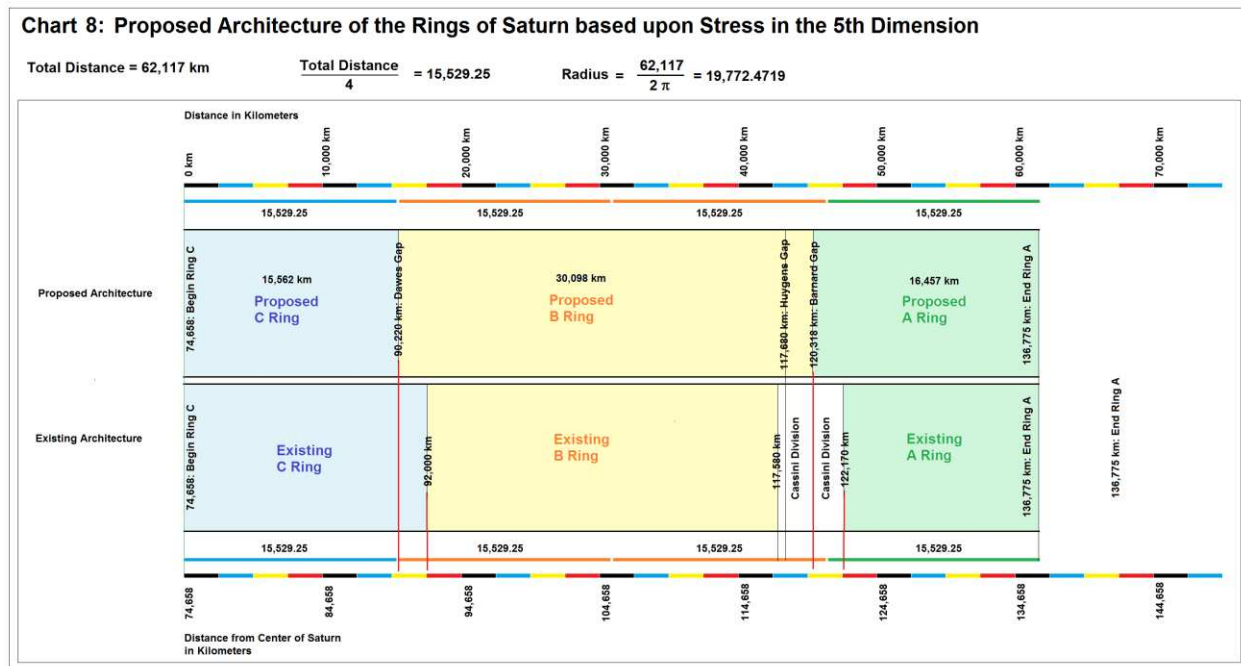 Chart 8: Proposed Architecture of the Rings of Saturn based upon Stress in the 5th Dimension
Total Distance = 62,117 km
Total Distance
4
= 15,529.25
Radius =
62,117
2 π
= 19,772.4719
Distance in Kilometers
0 km
10,000 km
20,000 km
30,000 km
40,000 km
50,000 km
60,000 km
70,000 km
15,529.25
15,529.25
15,529.25
15,529.25
Proposed Architecture
74,658: Begin Ring C
15,562 km
Proposed
C Ring
90,220 km: Dawes Gap
30,098 km
Proposed
B Ring
117,680 km: Huygens Gap
120,318 km: Barnard Gap
16,457 km
Proposed
A Ring
136,775 km: End Ring A
Existing Architecture
74,658: Begin Ring C
Existing
C Ring
92,000 km
Existing
B Ring
117,580 km
Cassini Division
Cassini Division
122,170 km
Existing
A Ring
136,775 km: End Ring A
136,775 km: End Ring A
15,529.25
15,529.25
15,529.25
15,529.25
74,658
84,658
94,658
104,658
114,658
124,658
134,658
144,658
Distance from Center of Saturn
in Kilometers